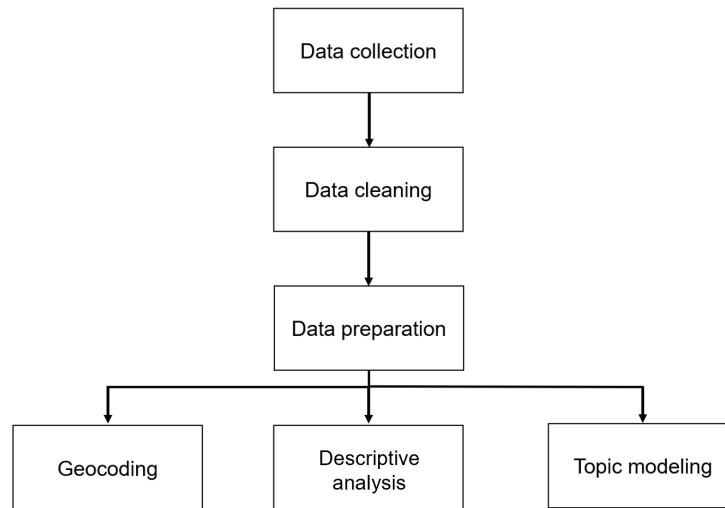 Data collection
Data cleaning
Data preparation
Geocoding
Descriptive
analysis
Topic modeling